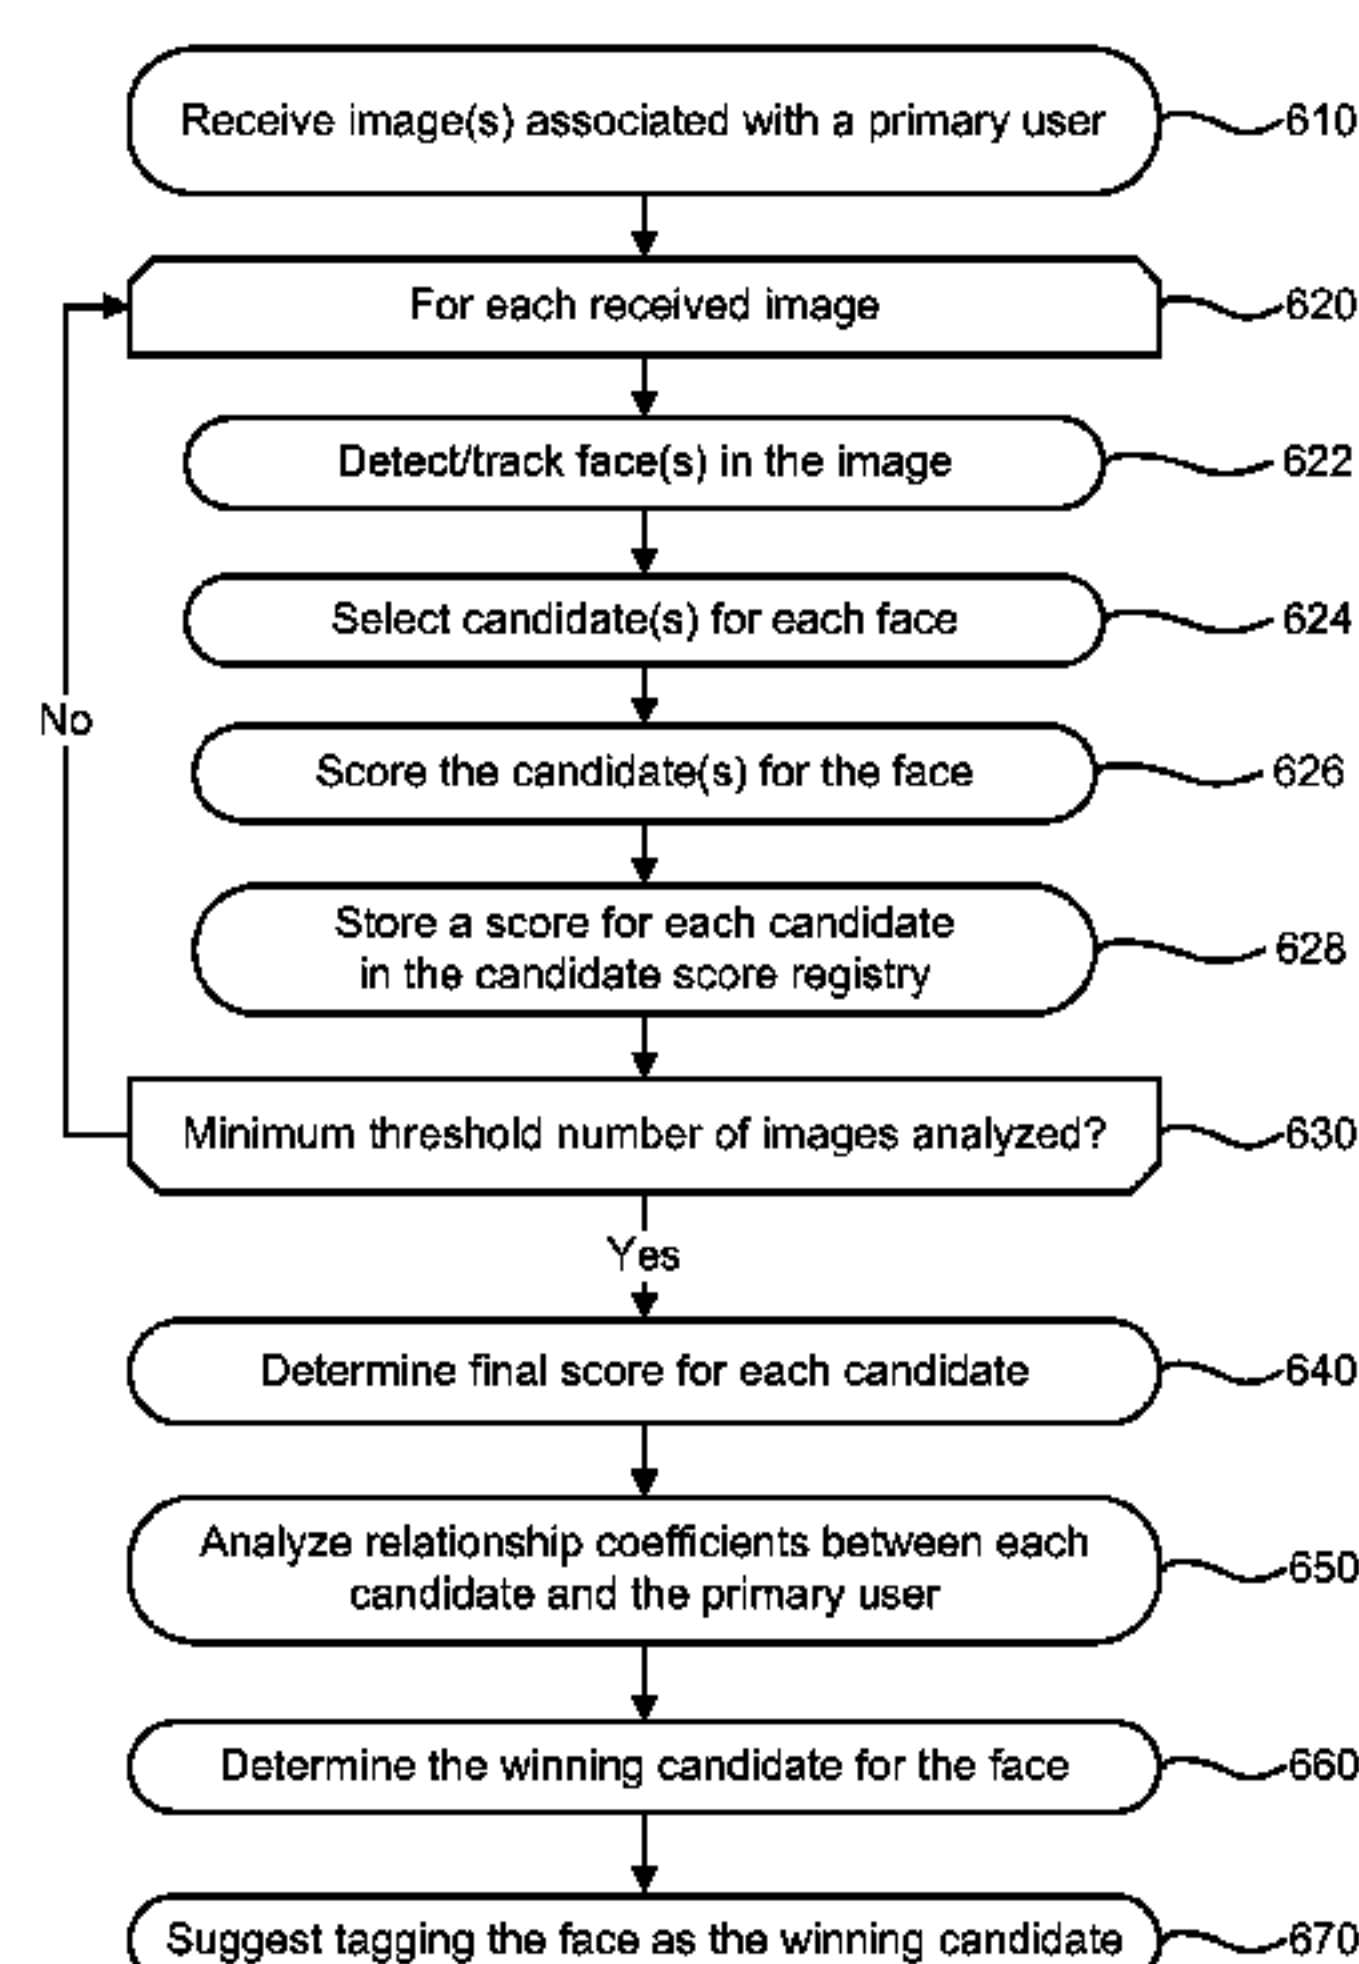 Receive image(s) associated with a primary user 610
For each received image 620
Detect/track face(s) in the image 622
Select candidate(s) for each face 624
No
Score the candidate(s) for the face 626
Store a score for each candidate
in the candidate score registry 628
Minimum threshold number of images analyzed? 630
Yes
Determine final score for each candidate 640
Analyze relationship coefficients between each
candidate and the primary user 650
Determine the winning candidate for the face 660
Suggest tagging the face as the winning candidate 670